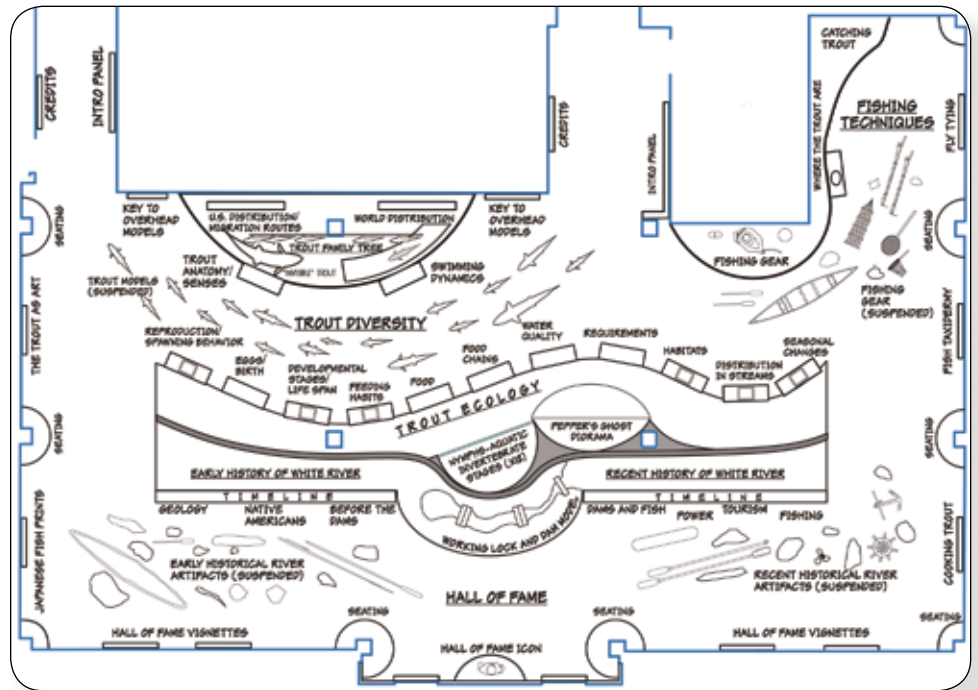 CREDITS
INTRO PANEL
CREDITS
INTRO PANEL
CATCHING
TROUT
WHERE THE TROUT ARE
FISHING
TECHNIQUES
FLY TYING
SEATING
KEY TO
OVERHEAD
MODELS
U.S. DISTRIBUTION/
MIGRATION ROUTES
WORLD DISTRIBUTION
TROUT FAMILY TREE
"INVISIBLE" TROUT
KEY TO
OVERHEAD
MODELS
SEATING
TROUT
ANATOMY/
SENSES
SWIMMING
DYNAMICS
FISHING GEAR
TROUT MODELS
(SUSPENDED)
FISHING
GEAR
(SUSPENDED)
THE TROUT AS ART
TROUT DIVERSITY
FISH TAXIDERMY
REPRODUCTION/
SPAWNING BEHAVIOR
EGGS/
BIRTH
DEVELOPMENTAL
STAGES/
LIFE SPAN
FEEDING
HABITS
FOOD
FOOD
CHAINS
WATER
QUALITY
REQUIREMENTS
HABITATS
DISTRIBUTION
IN STREAMS
SEASONAL
CHANGES
TROUT ECOLOGY
SEATING
SEATING
PEPPER'S GHOST
DIORAMA
NYMPHS-AQUATIC
INVERTEBRATE
STAGES
EARLY HISTORY OF WHITE RIVER
RECENT HISTORY OF WHITE RIVER
TIMELINE
TIMELINE
GEOLOGY
NATIVE
AMERICANS
BEFORE THE
DAMS
WORKING LOCK AND DAM MODEL
DAMS AND FISH
POWER
TOURISM
FISHING
JAPANESE FISH PRINTS
COOKING TROUT
EARLY HISTORICAL RIVER
ARTIFACTS (SUSPENDED)
RECENT HISTORICAL RIVER
ARTIFACTS (SUSPENDED)
HALL OF FAME
SEATING
SEATING
SEATING
HALL OF FAME VIGNETTES
HALL OF FAME ICON
HALL OF FAME VIGNETTES